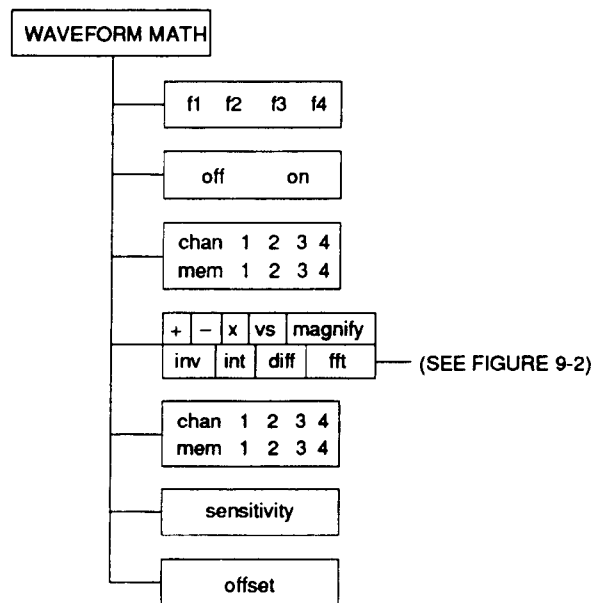 WAVEFORM MATH
f1 f2 f3 f4
off on
chan 1 2 3 4
mem 1 2 3 4
+ − x vs magnify
inv int diff fft (SEE FIGURE 9-2)
chan 1 2 3 4
mem 1 2 3 4
sensitivity
offset